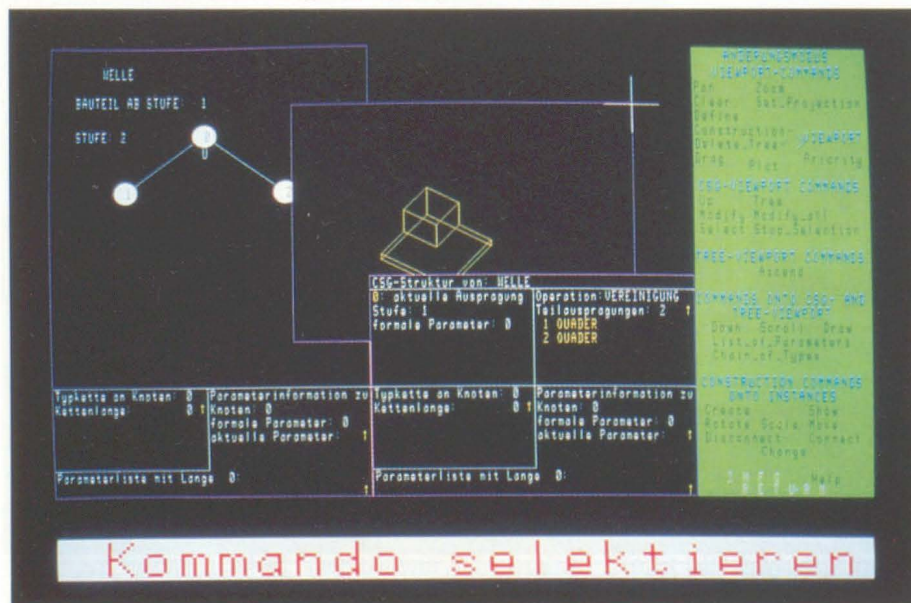 WELLE
BAUTEIL AB STUFE: 1
STUFE: 2
CSG-Struktur von: WELLE
0: aktuelle Auspragung
Stufe: 1
formale Parameter: 0
Operation:VEREINIGUNG
Teilauspragungen: 2 ↑
1 QUADER
2 QUADER
Typkette an Knoten: 0
Kettenlange: 0 ↑
Parameterinformation zu
Knoten: 0
formale Parameter: 0
aktuelle Parameter: ↑
Parameterliste mit Lange 0:
↑
Typkette an Knoten: 0
Kettenlange: 0 ↑
Parameterinformation zu
Knoten: 0
formale Parameter: 0
aktuelle Parameter: ↑
Parameterliste mit Lange 0:
↑
VIEWPORT-COMMANDS
Pan Zoom
Clear Set_Projection
Define
Construction-
Delete_Tree- VIEWPORT
Drag Plot Priority
CSG-VIEWPORT COMMANDS
Up Tree
Modify Modify_all
Select Stop_Selection
TREE-VIEWPORT COMMANDS
Ascend
COMMANDS ONTO CSG- AND
TREE-VIEWPORT
Down Scroll Draw
List_of_Parameters
Chain_of_Types
CONSTRUCTION COMMANDS
ONTO INSTANCES
Create Show
Rotate Scale Move
Disconnect Connect
Change
Help
RETURN
Kommando selektieren